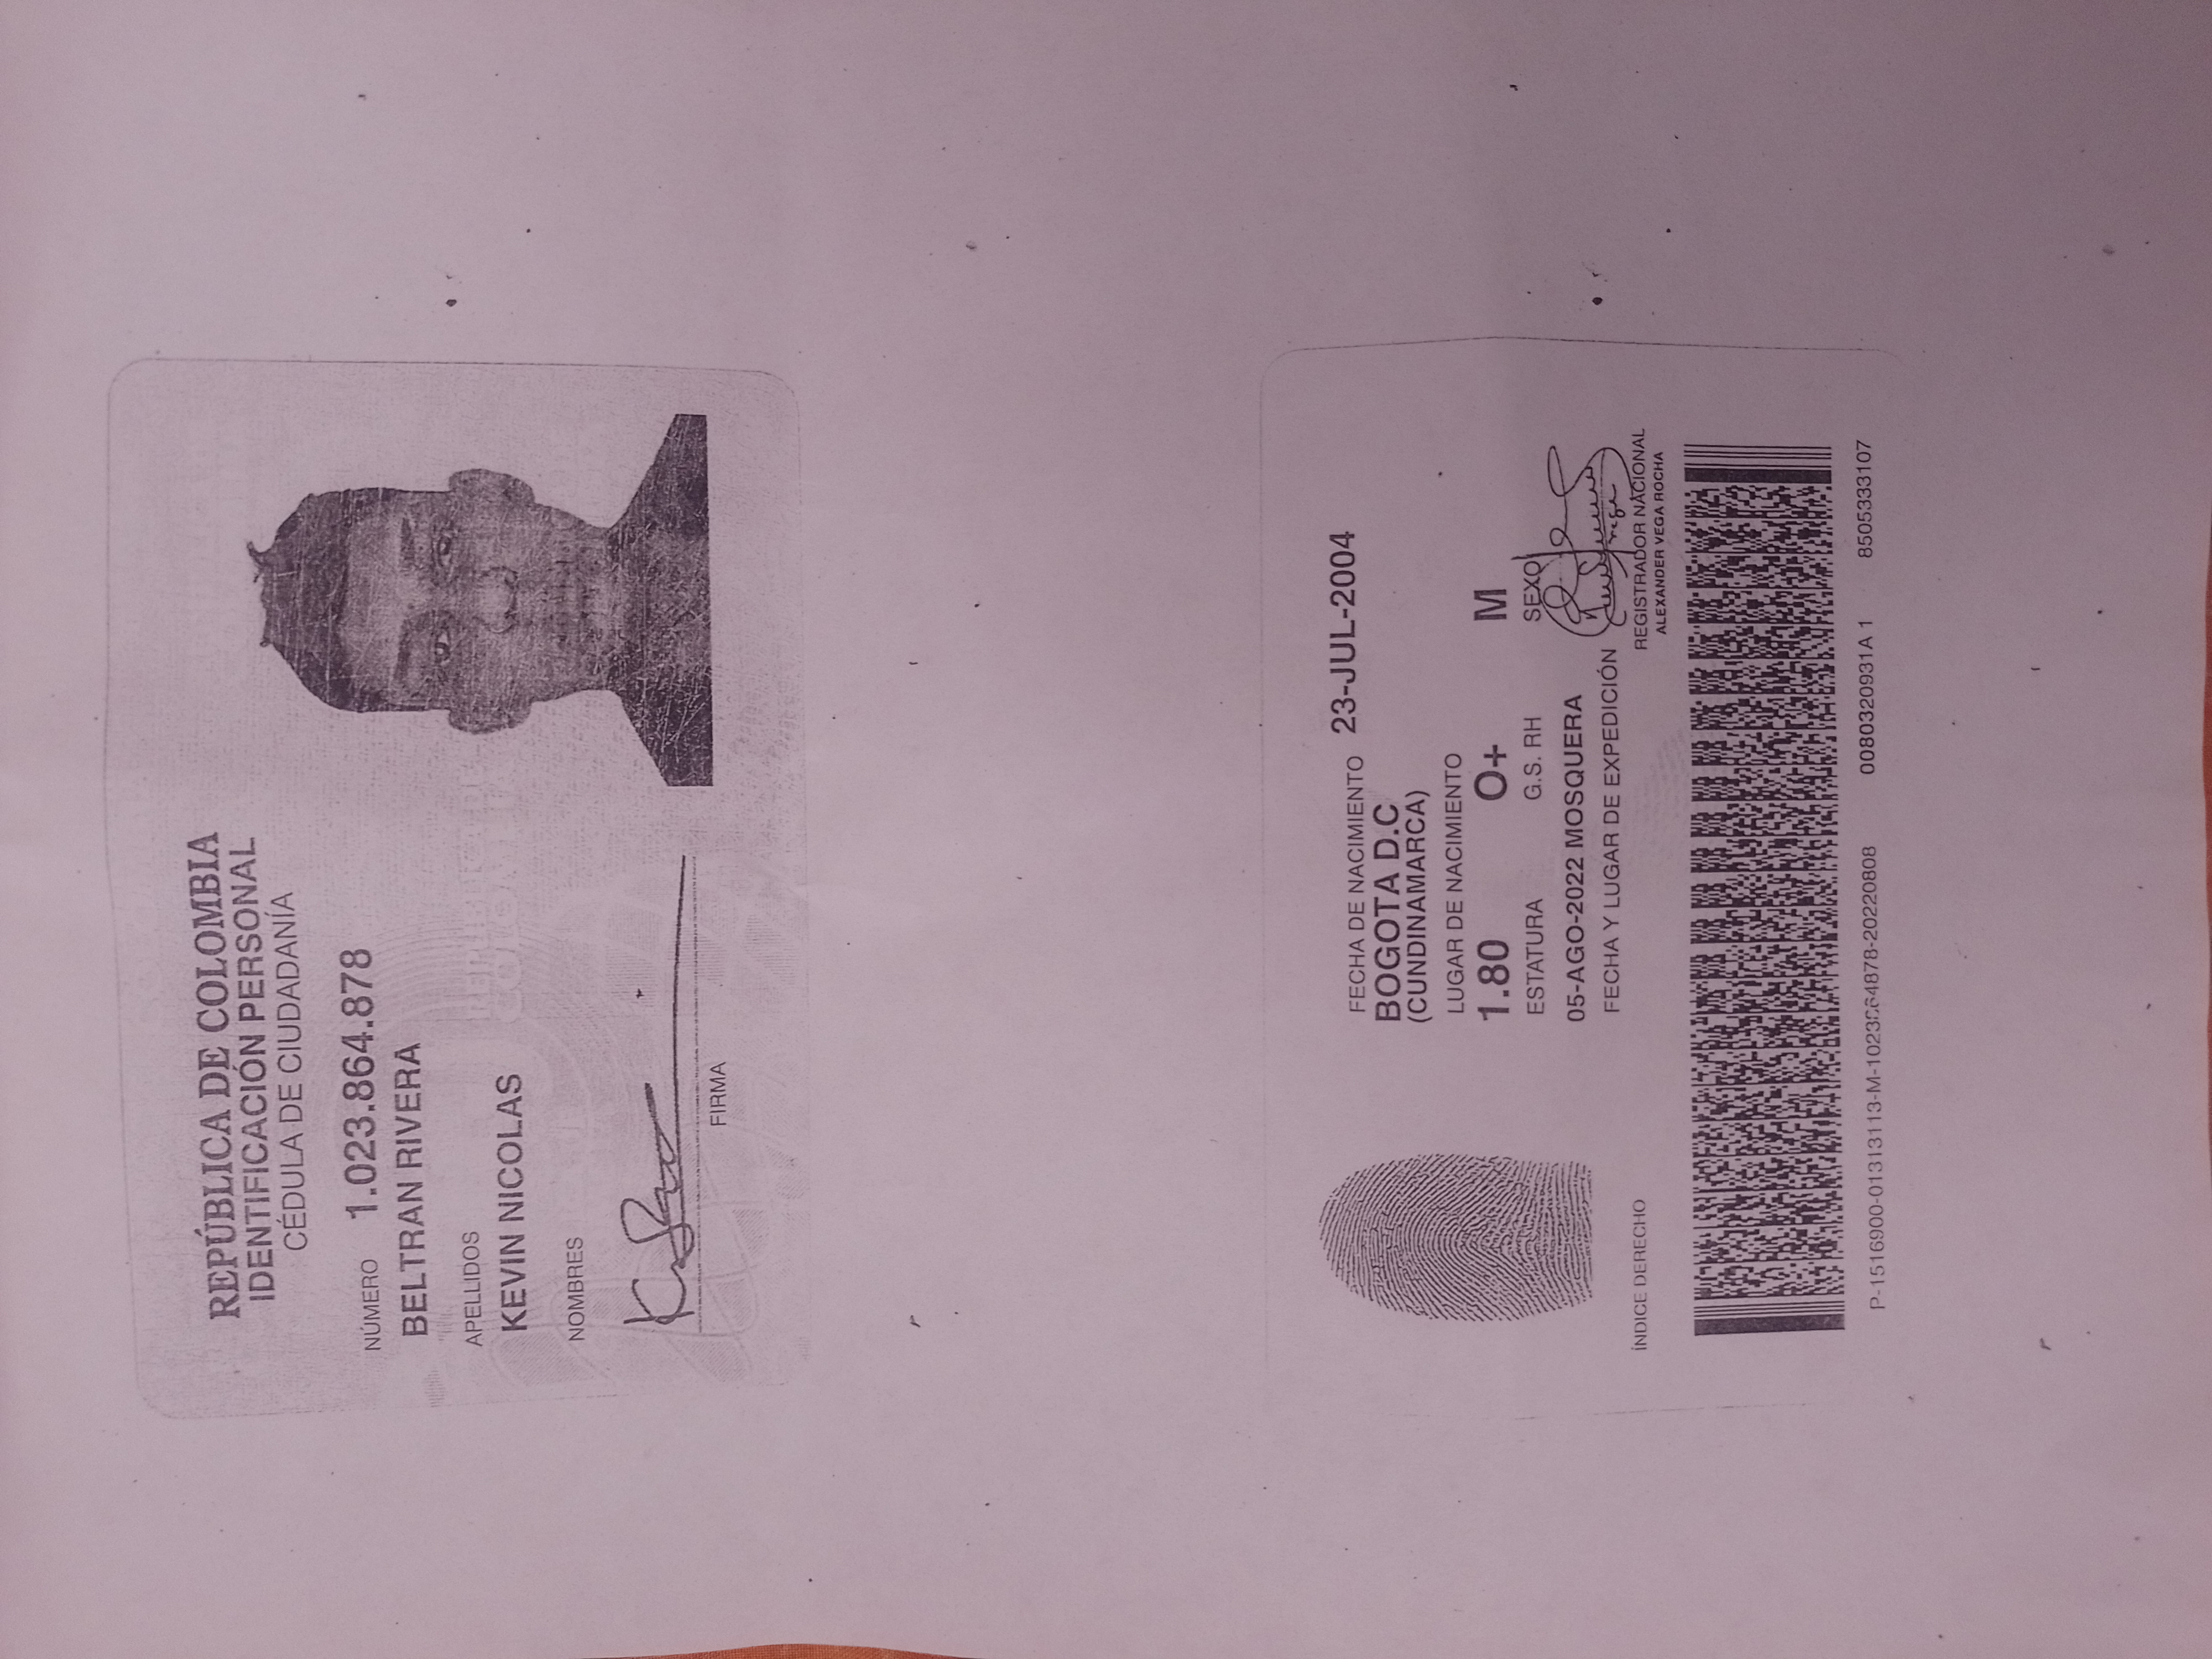 REPÚBLICA DE COLOMBIA
IDENTIFICACIÓN PERSONAL
CÉDULA DE CIUDADANÍA
NÚMERO 1.023.864.878
BELTRAN RIVERA
APELLIDOS
KEVIN NICOLAS
NOMBRES
FIRMA
FECHA DE NACIMIENTO 23-JUL-2004
BOGOTA D.C
(CUNDINAMARCA)
LUGAR DE NACIMIENTO
1.80 O+ M
ESTATURA G.S. RH SEXO
05-AGO-2022 MOSQUERA
FECHA Y LUGAR DE EXPEDICIÓN
REGISTRADOR NACIONAL
ALEXANDER VEGA ROCHA
ÍNDICE DERECHO
P-1516900-01313113-M-1023864878-20220808 0080320931A 1 8505333107